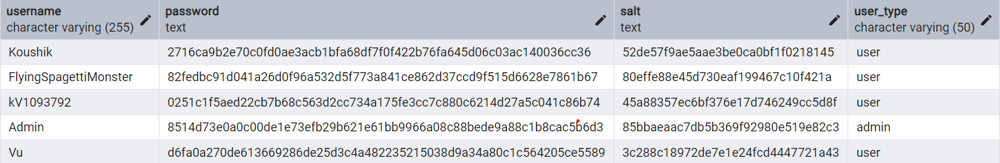 username password salt user_type
character varying (255) text text character varying (50)
Koushik 2716ca9b2e70c0fd0ae3acb1bfa68df7f0f422b76fa645d06c03ac140036cc36 52de57f9ae5aae3be0ca0bf1f0218145 user
FlyingSpagettiMonster 82fedbc91d041a26d0f96a532d5f773a841ce862d37ccd9f515d6628e7861b67 80effe88e45d730eaf199467c10f421a user
kV1093792 0251c1f5aed22cb7b68c563d2cc734a175fe3cc7c880c6214d27a5c041c86b74 45a88357ec6bf376e17d746249cc5d8f user
Admin 8514d73e0a0c00de1e73efb29b621e61bb9966a08c88bede9a88c1b8cac5b6d3 85bbaeaac7db5b369f92980e519e82c3 admin
Vu d6fa0a270de613669286de25d3c4a482235215038d9a34a80c1c564205ce5589 3c288c18972de7e1e24fcd4447721a43 user